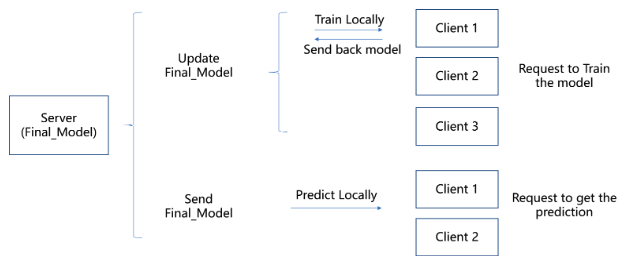 Server
(Final_Model)
Update
Final_Model
Train Locally
Send back model
Client 1
Client 2
Client 3
Request to Train
the model
Send
Final_Model
Predict Locally
Client 1
Client 2
Request to get the
prediction